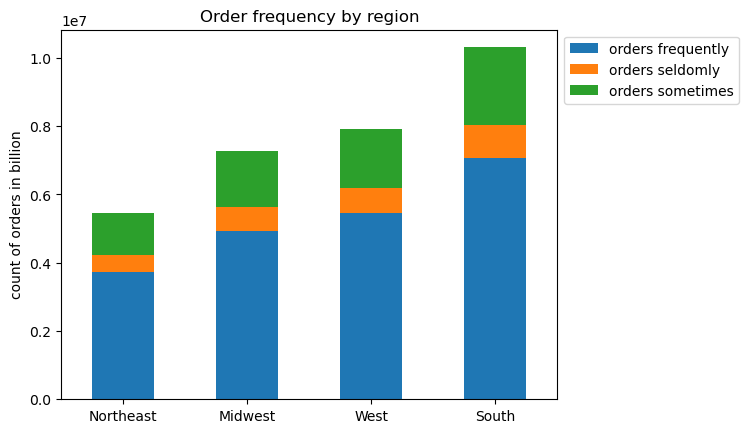 Order frequency by region
1e7
count of orders in billion
1.0
0.8
0.6
0.4
0.2
0.0
Northeast
Midwest
West
South
orders frequently
orders seldomly
orders sometimes